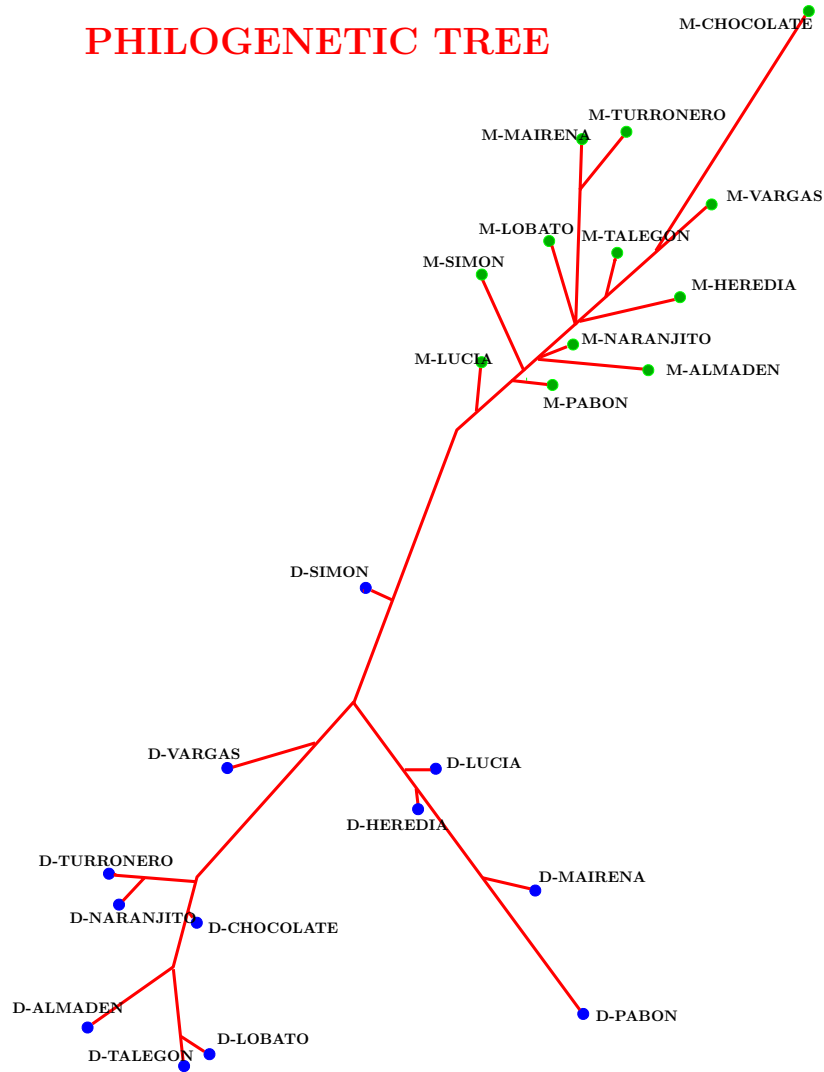 PHILOGENETIC TREE
M-CHOCOLATE
M-TURRONERO
M-MAIRENA
M-VARGAS
M-LOBATO
M-TALEGON
M-SIMON
M-HEREDIA
M-NARANJITO
M-LUCIA
M-ALMADEN
M-PABON
D-SIMON
D-VARGAS
D-LUCIA
D-HEREDIA
D-TURRONERO
D-MAIRENA
D-NARANJITO
D-CHOCOLATE
D-ALMADEN
D-PABON
D-LOBATO
D-TALEGON